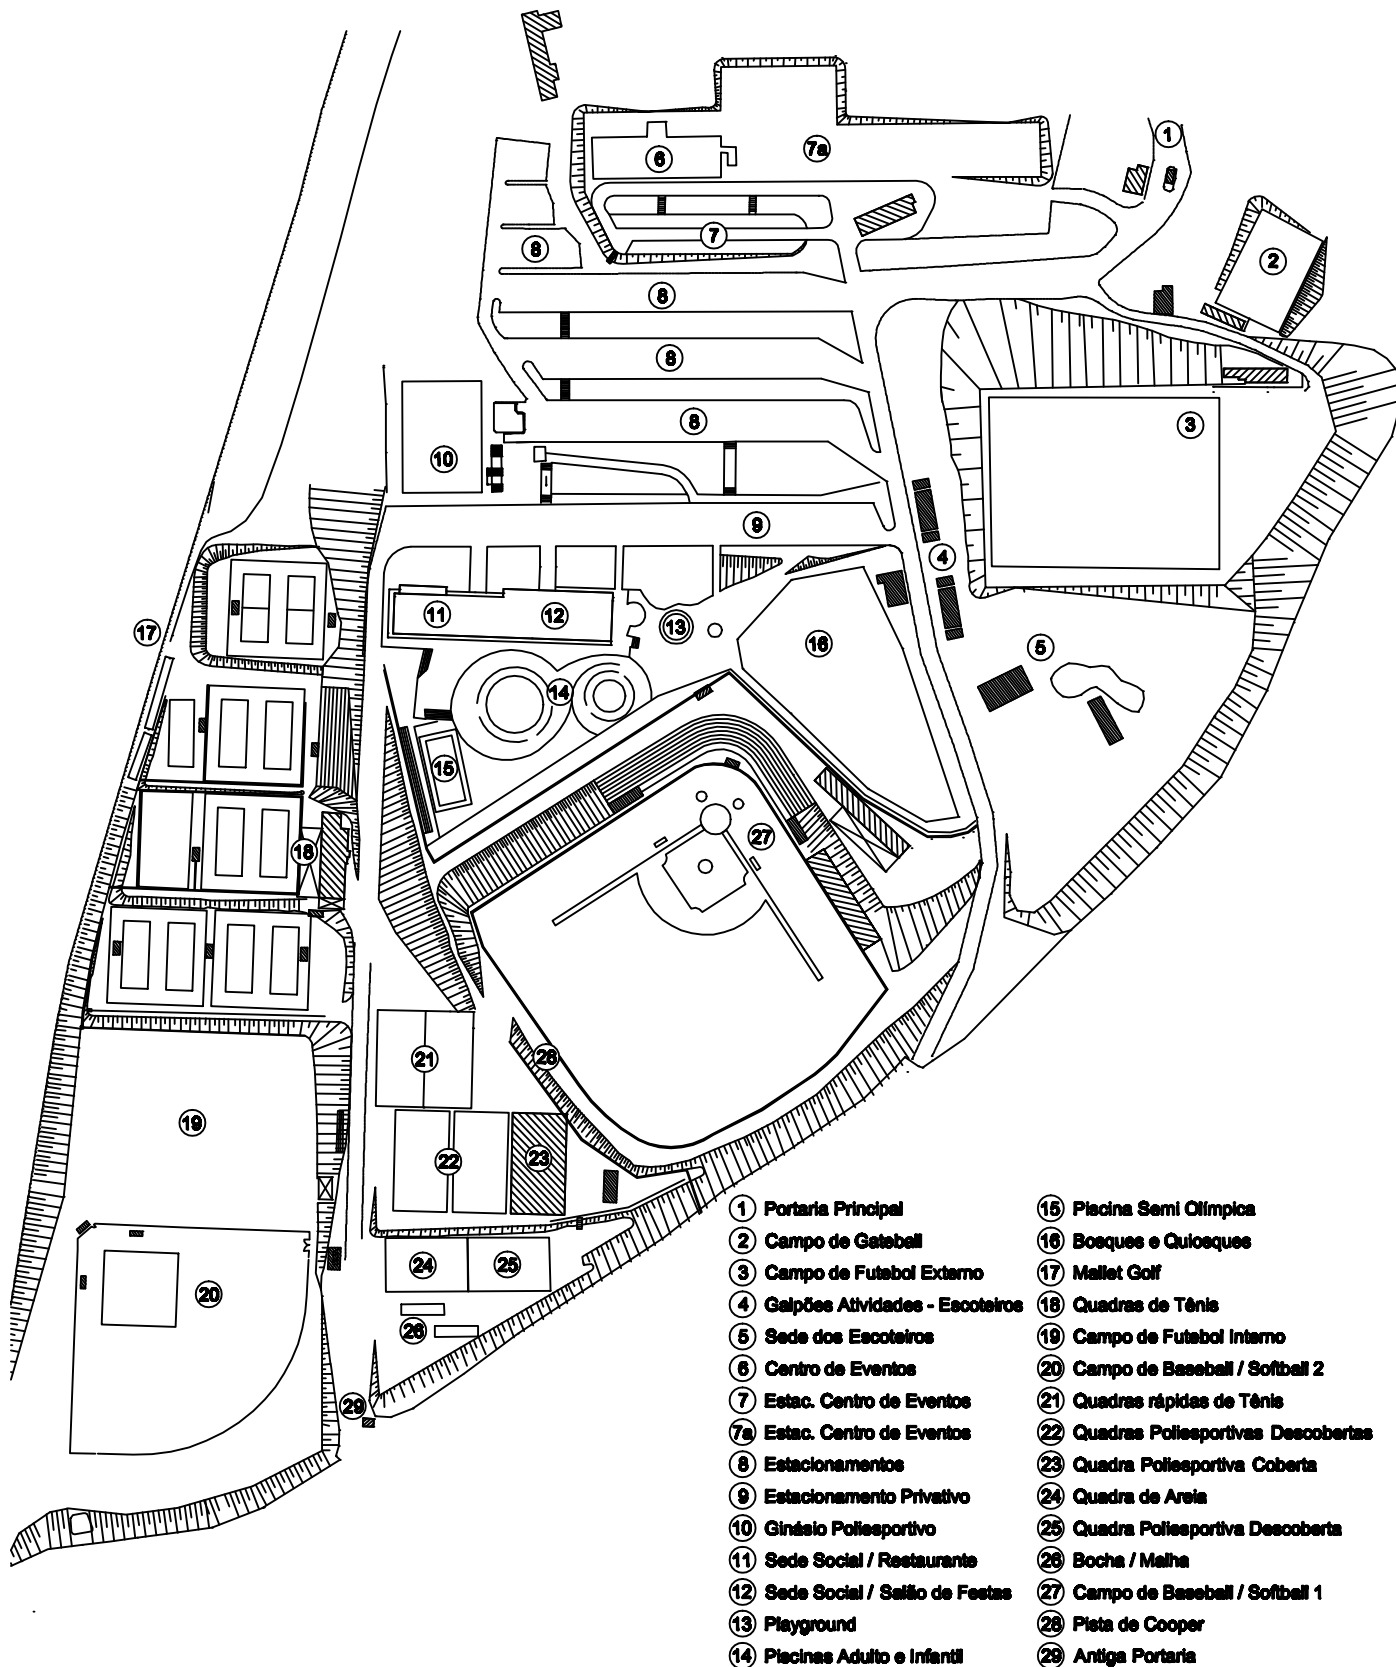 1
6
7a
2
7
8
8
8
8
3
10
9
4
11
12
13
17
16
5
14
15
27
18
21
28
19
22
23
24
25
20
26
29
1 Portaria Principal
2 Campo de Gateball
3 Campo de Futebol Externo
4 Galpões Atividades - Escoteiros
5 Sede dos Escoteiros
6 Centro de Eventos
7 Estac. Centro de Eventos
7a Estac. Centro de Eventos
8 Estacionamentos
9 Estacionamento Privativo
10 Ginásio Poliesportivo
11 Sede Social / Restaurante
12 Sede Social / Salão de Festas
13 Playground
14 Piscinas Adulto e Infantil
15 Piscina Semi Olímpica
16 Bosques e Quiosques
17 Mallet Golf
18 Quadras de Tênis
19 Campo de Futebol Interno
20 Campo de Baseball / Softball 2
21 Quadras rápidas de Tênis
22 Quadras Poliesportivas Descobertas
23 Quadra Poliesportiva Coberta
24 Quadra de Areia
25 Quadra Poliesportiva Descoberta
26 Bocha / Malha
27 Campo de Baseball / Softball 1
28 Pista de Cooper
29 Antiga Portaria